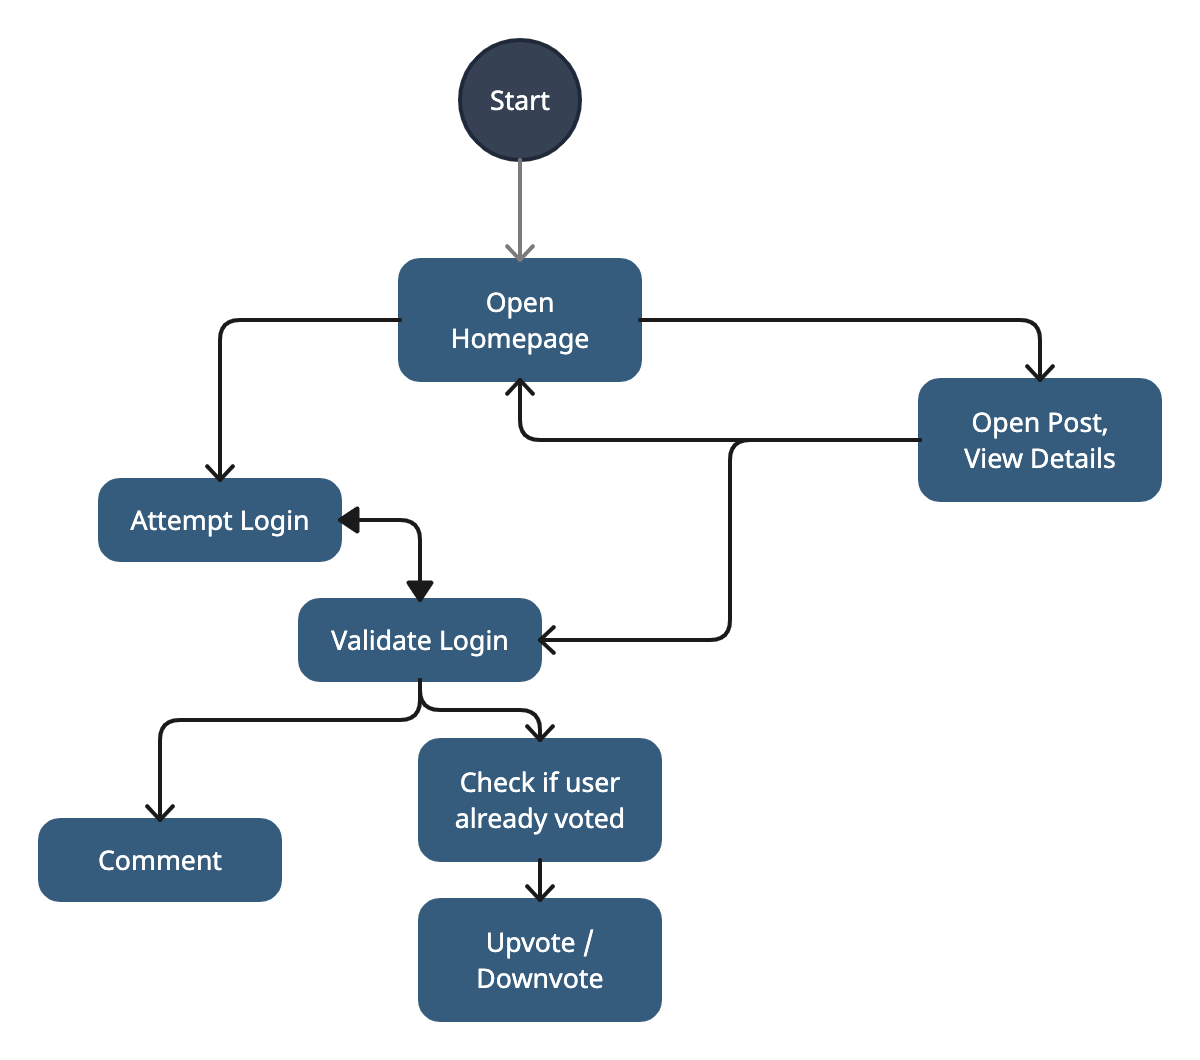 Start
Open
Homepage
Open Post,
View Details
Attempt Login
Validate Login
Check if user
already voted
Comment
Upvote /
Downvote